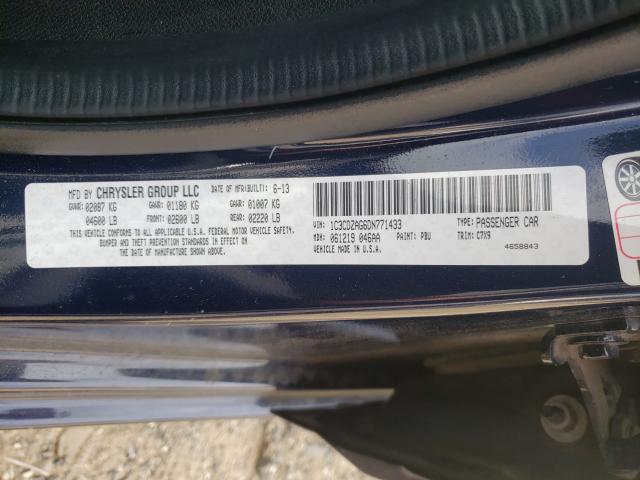 MFD BY CHRYSLER GROUP LLC
DATE OF MFR(BUILT): 6-13
GVWR: 02087 KG
GAWR: 01180 KG
GAWR: 01007 KG
04600 LB
FRONT: 02600 LB
REAR: 02220 LB
THIS VEHICLE CONFORMS TO ALL APPLICABLE U.S.A. FEDERAL MOTOR VEHICLE SAFETY,
BUMPER AND THEFT PREVENTION STANDARDS IN EFFECT ON
THE DATE OF MANUFACTURE SHOWN ABOVE.
VIN: 1C3CDZAG6DN771433
TYPE: PASSENGER CAR
MDH: 061219 046AA
PAINT: PBU
TRIM: C7X9
VEHICLE MADE IN U.S.A.
4658843